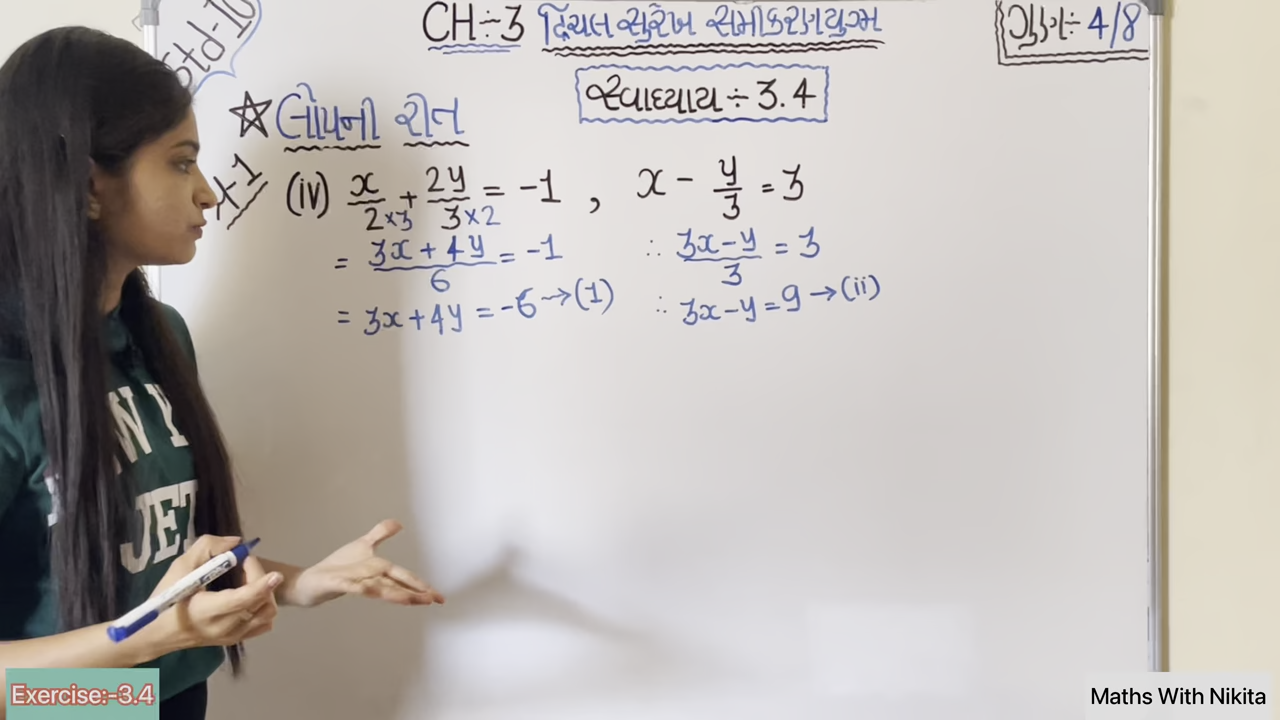 Std-10
CH÷3 દ્વિચલ સુરેખ સમીકરણયુગ્મ
ગુણ÷ 4/8
સ્વાધ્યાય ÷ 3.4
☆ લોપની રીત
x1
(iv) x/2×3 + 2y/3×2 = -1 , x - y/3 = 3
= 3x + 4y/6 = -1 ∴ 3x-y/3 = 3
= 3x+4y = -6 → (1) ∴ 3x-y = 9 → (ii)
W Y
JET
Exercise:-3.4
Maths With Nikita